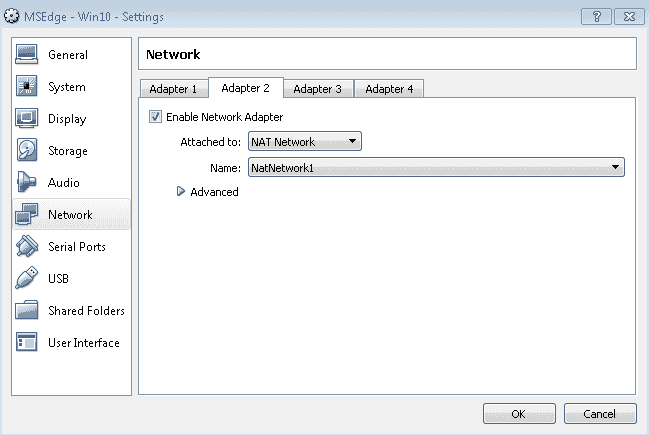 MSEdge - Win10 - Settings
?
General
System
Display
Storage
Audio
Network
Serial Ports
USB
Shared Folders
User Interface
Network
Adapter 1 Adapter 2 Adapter 3 Adapter 4
Enable Network Adapter
Attached to: NAT Network
Name: NatNetwork1
Advanced
OK Cancel